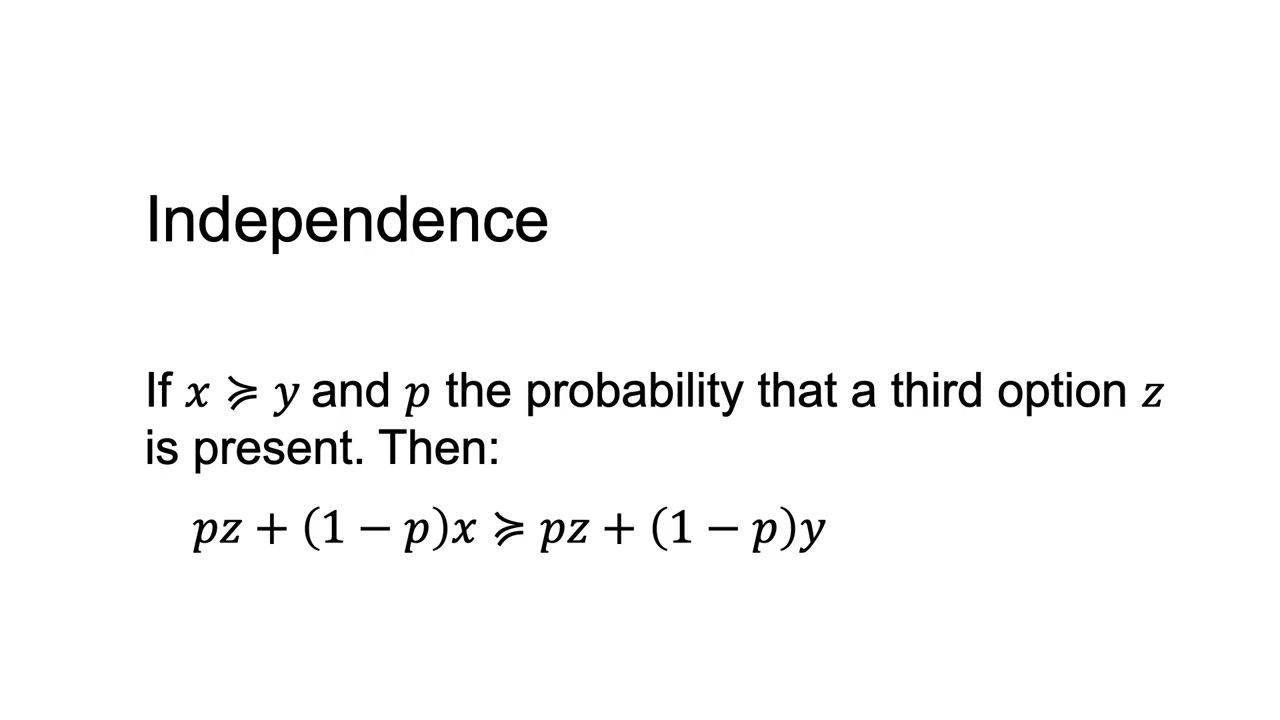 Independence
If 𝑥 ≽ 𝑦 and 𝑝 the probability that a third option 𝑧
is present. Then:
𝑝𝑧 + (1 − 𝑝)𝑥 ≽ 𝑝𝑧 + (1 − 𝑝)𝑦